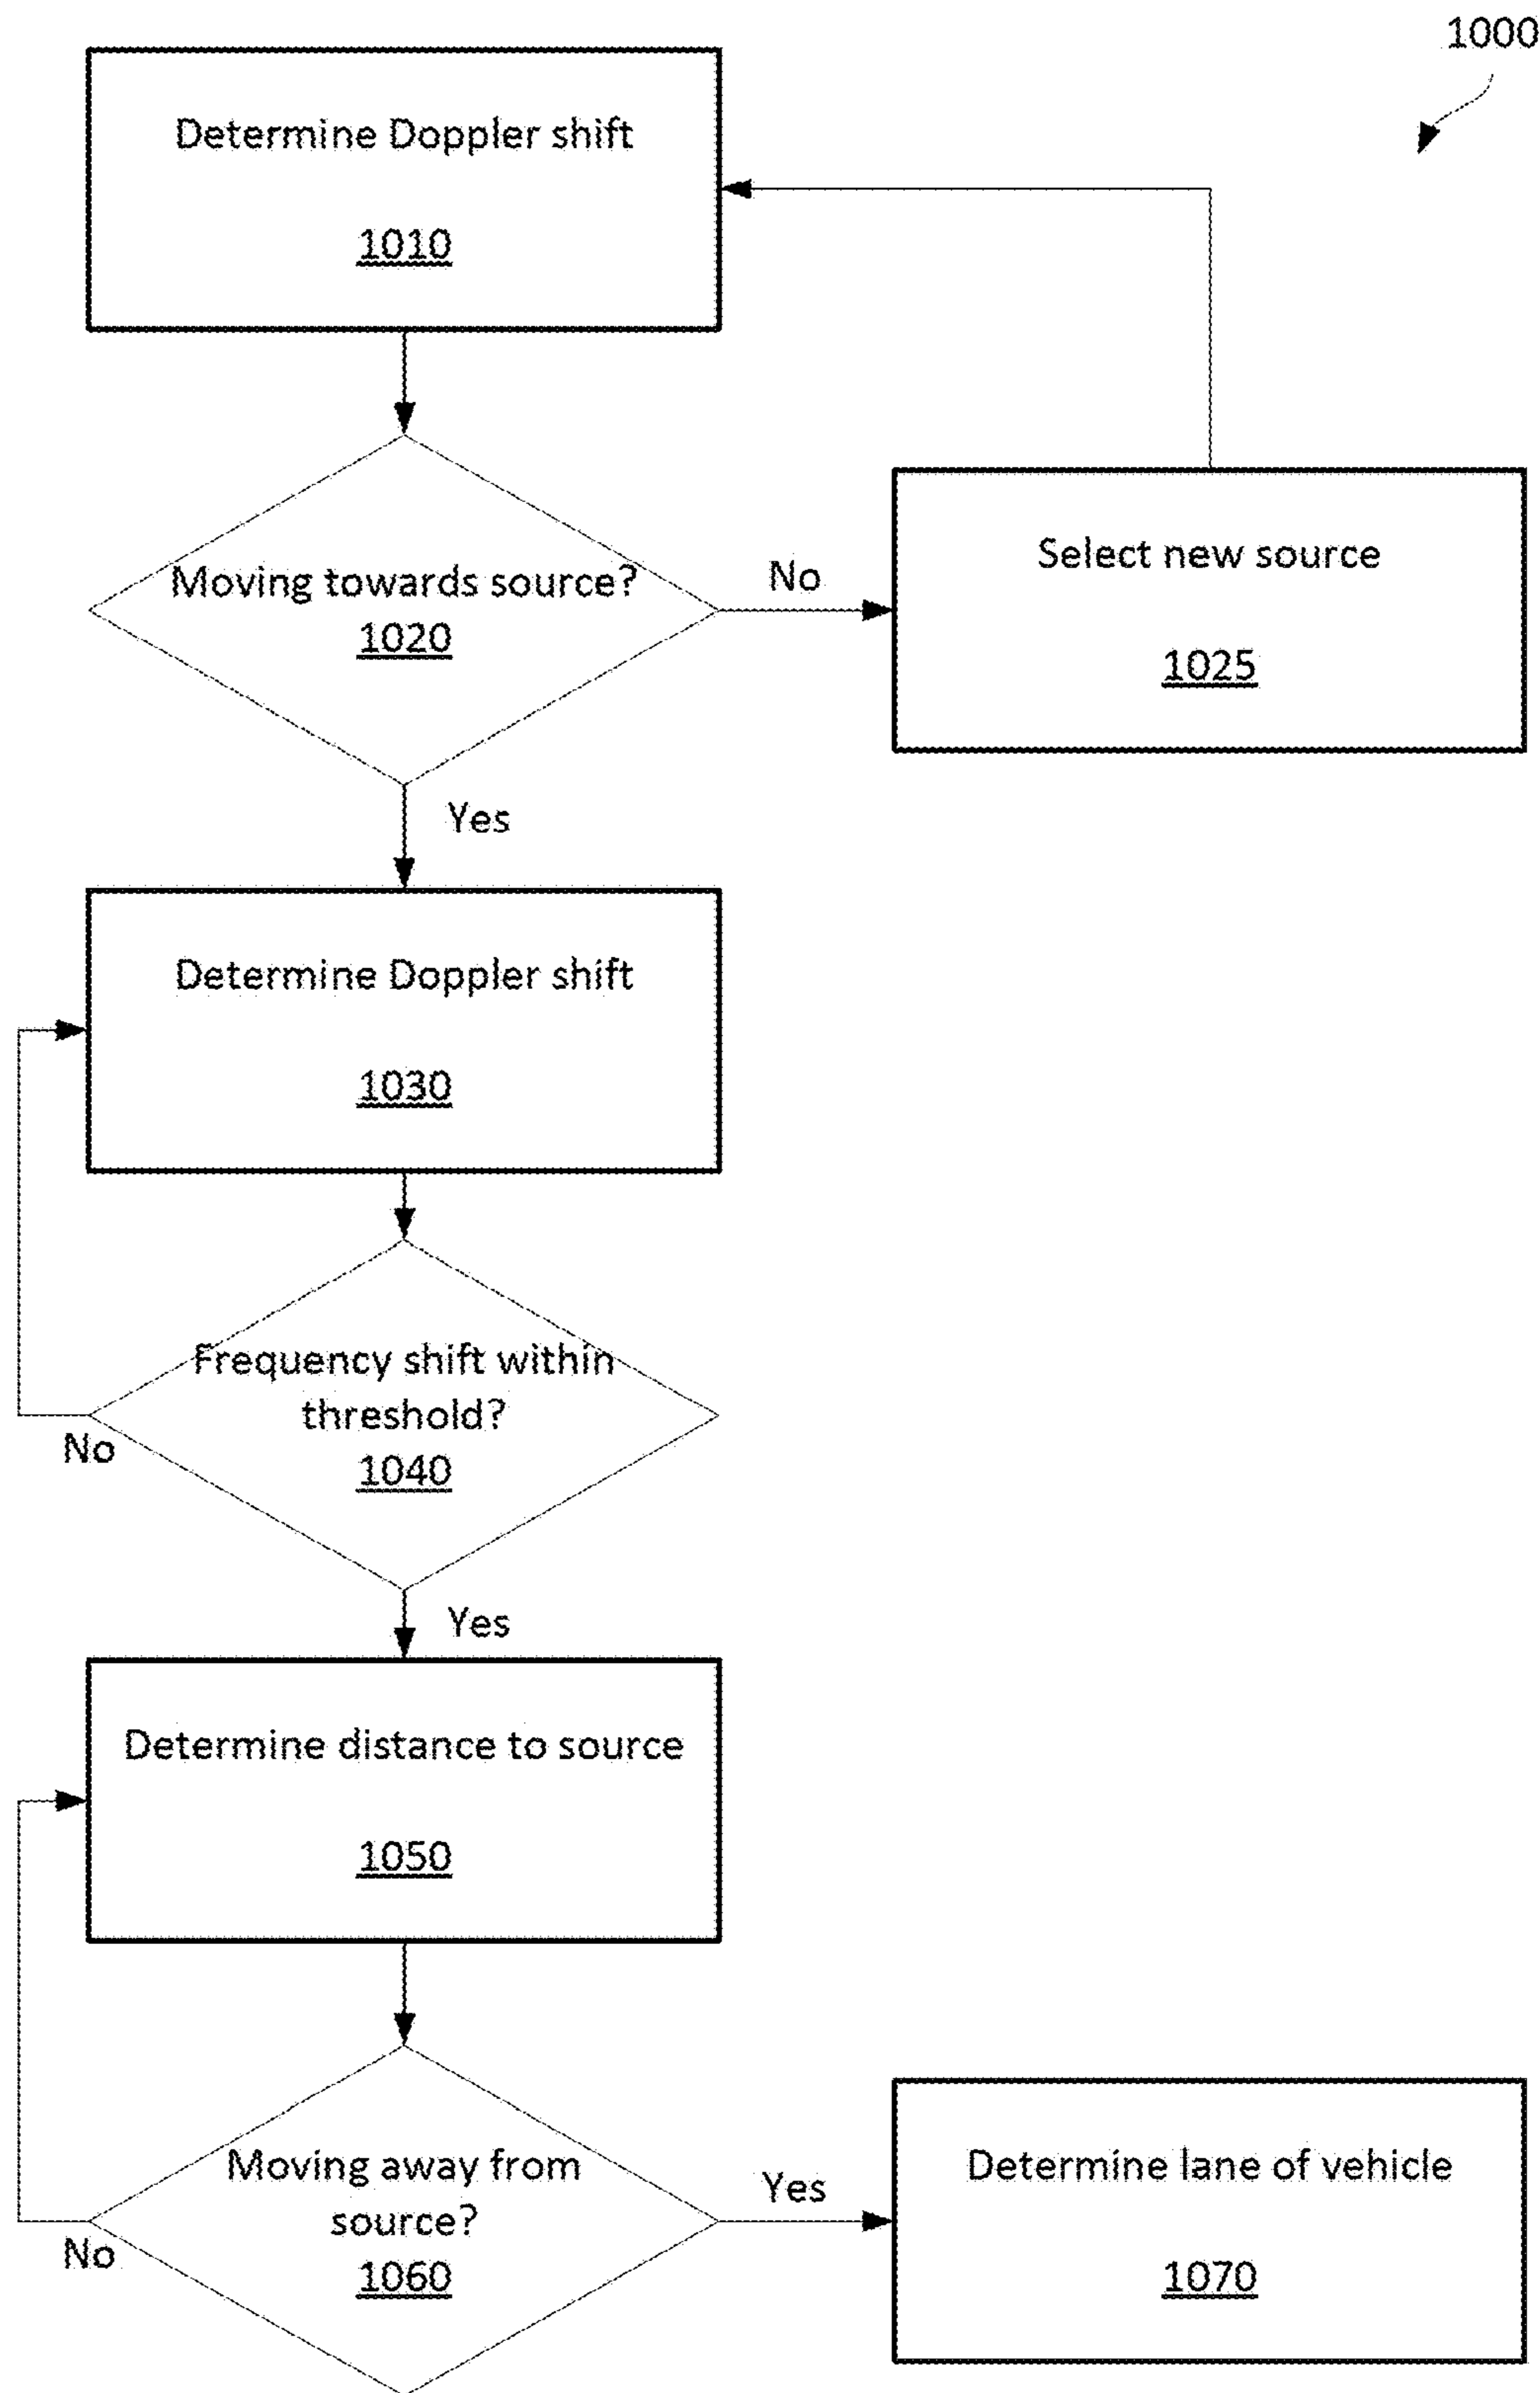 1000
Determine Doppler shift
1010
Moving towards source?
1020
No
Select new source
1025
Yes
Determine Doppler shift
1030
Frequency shift within
threshold?
1040
No
Yes
Determine distance to source
1050
Moving away from
source?
1060
No
Yes
Determine lane of vehicle
1070